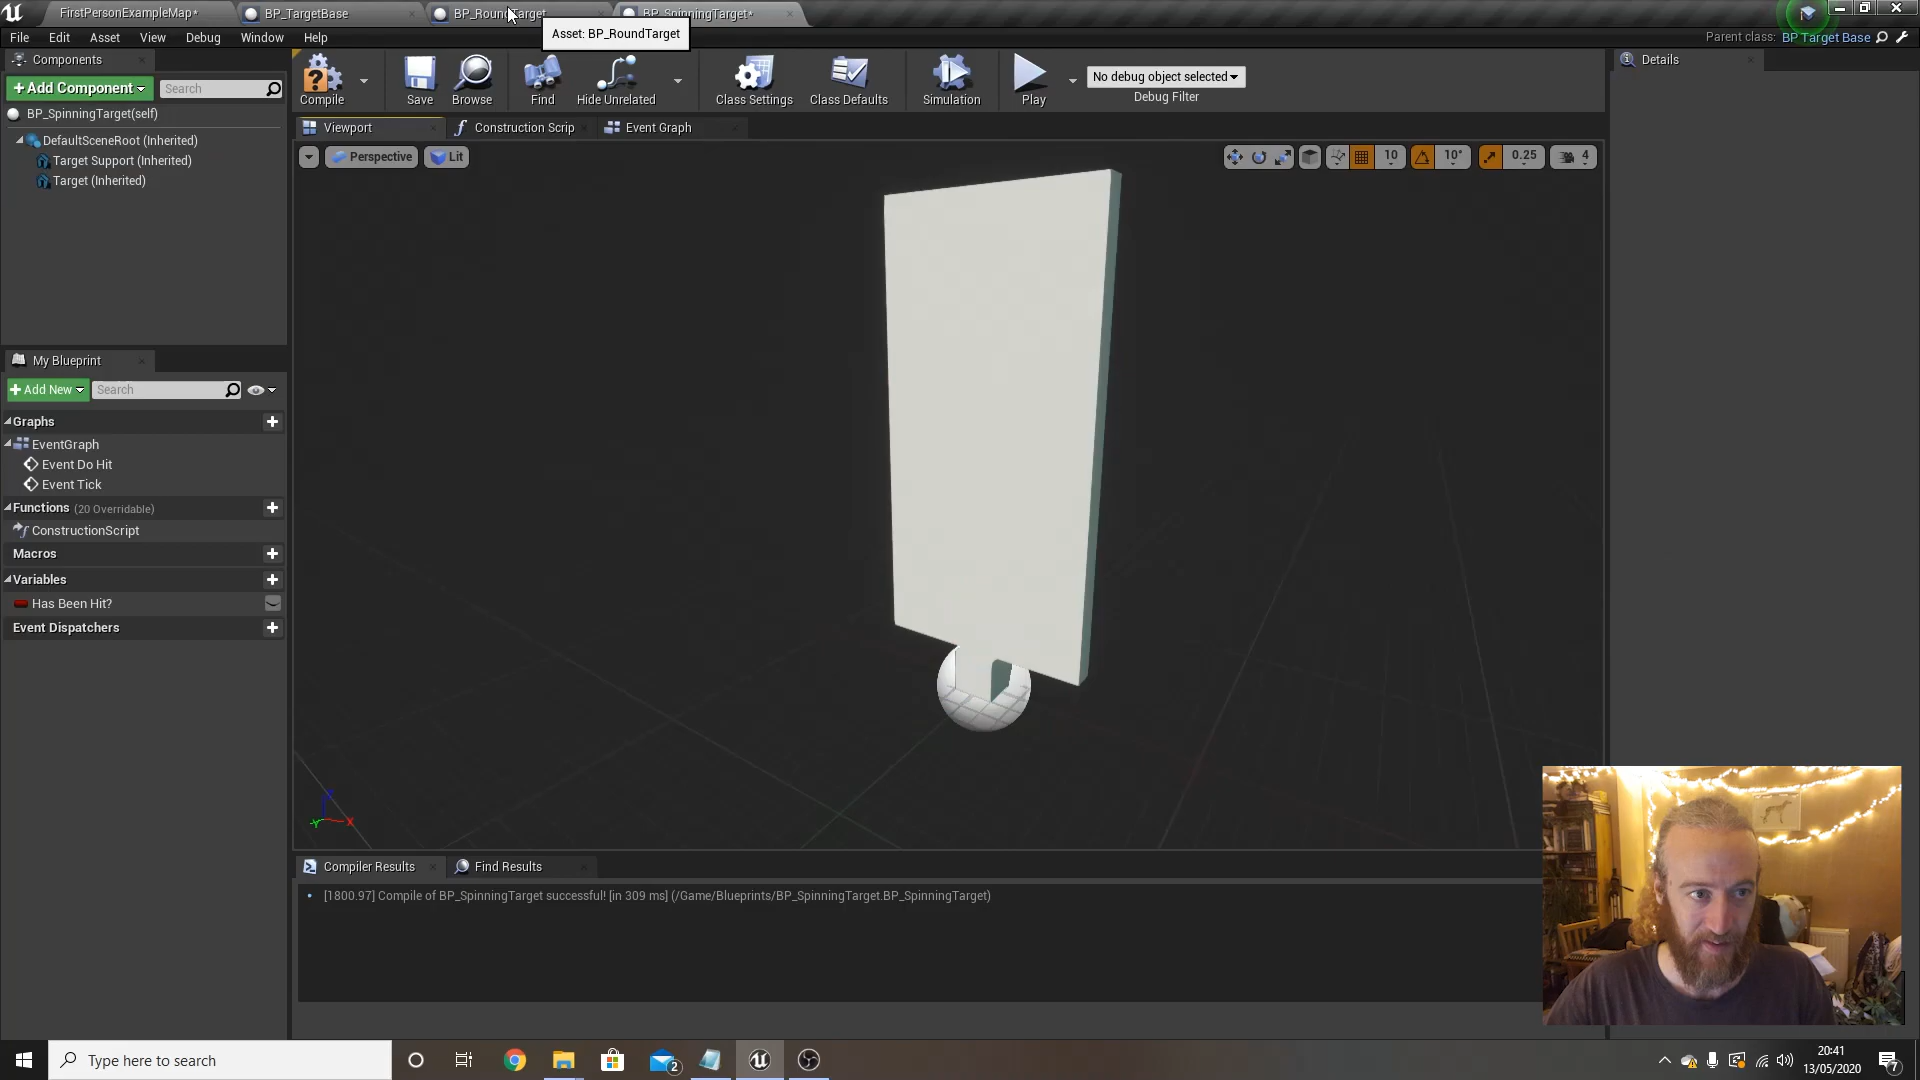 FirstPersonExampleMap*
BP_TargetBase
BP_RoundTarget
BP_SpinningTarget*
File Edit Asset View Debug Window Help
Asset: BP_RoundTarget
Parent class: BP Target Base
Components
Details
+Add Component
Search
Compile
Save
Browse
Find
Hide Unrelated
Class Settings
Class Defaults
Simulation
Play
No debug object selected
Debug Filter
BP_SpinningTarget(self)
Viewport
Construction Scrip
Event Graph
DefaultSceneRoot (Inherited)
Target Support (Inherited)
Target (Inherited)
Perspective
Lit
10
10°
0.25
4
My Blueprint
+Add New
Search
Graphs
EventGraph
Event Do Hit
Event Tick
Functions (20 Overridable)
ConstructionScript
Macros
Variables
Has Been Hit?
Event Dispatchers
X
Compiler Results
Find Results
[1800.97] Compile of BP_SpinningTarget successful! [in 309 ms] (/Game/Blueprints/BP_SpinningTarget.BP_SpinningTarget)
Type here to search
2
20:41
13/05/2020
7